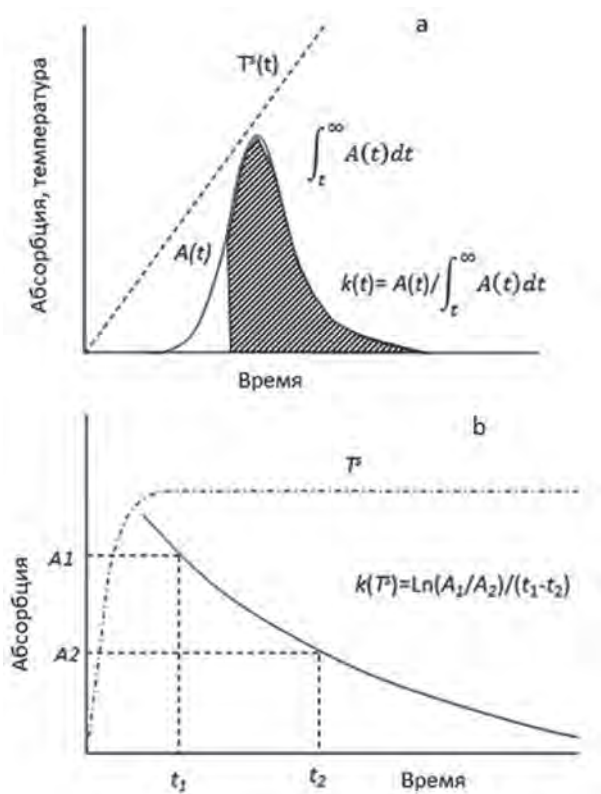 a
Tˢ(t)
∫ₜ^∞ A(t)dt
A(t)
k(t)= A(t)/∫ₜ^∞ A(t)dt
Абсорбция, температура
Время
b
Tˢ
A1
k(Tˢ)=Ln(A₁/A₂)/(t₁-t₂)
A2
Абсорбция
t₁
t₂
Время